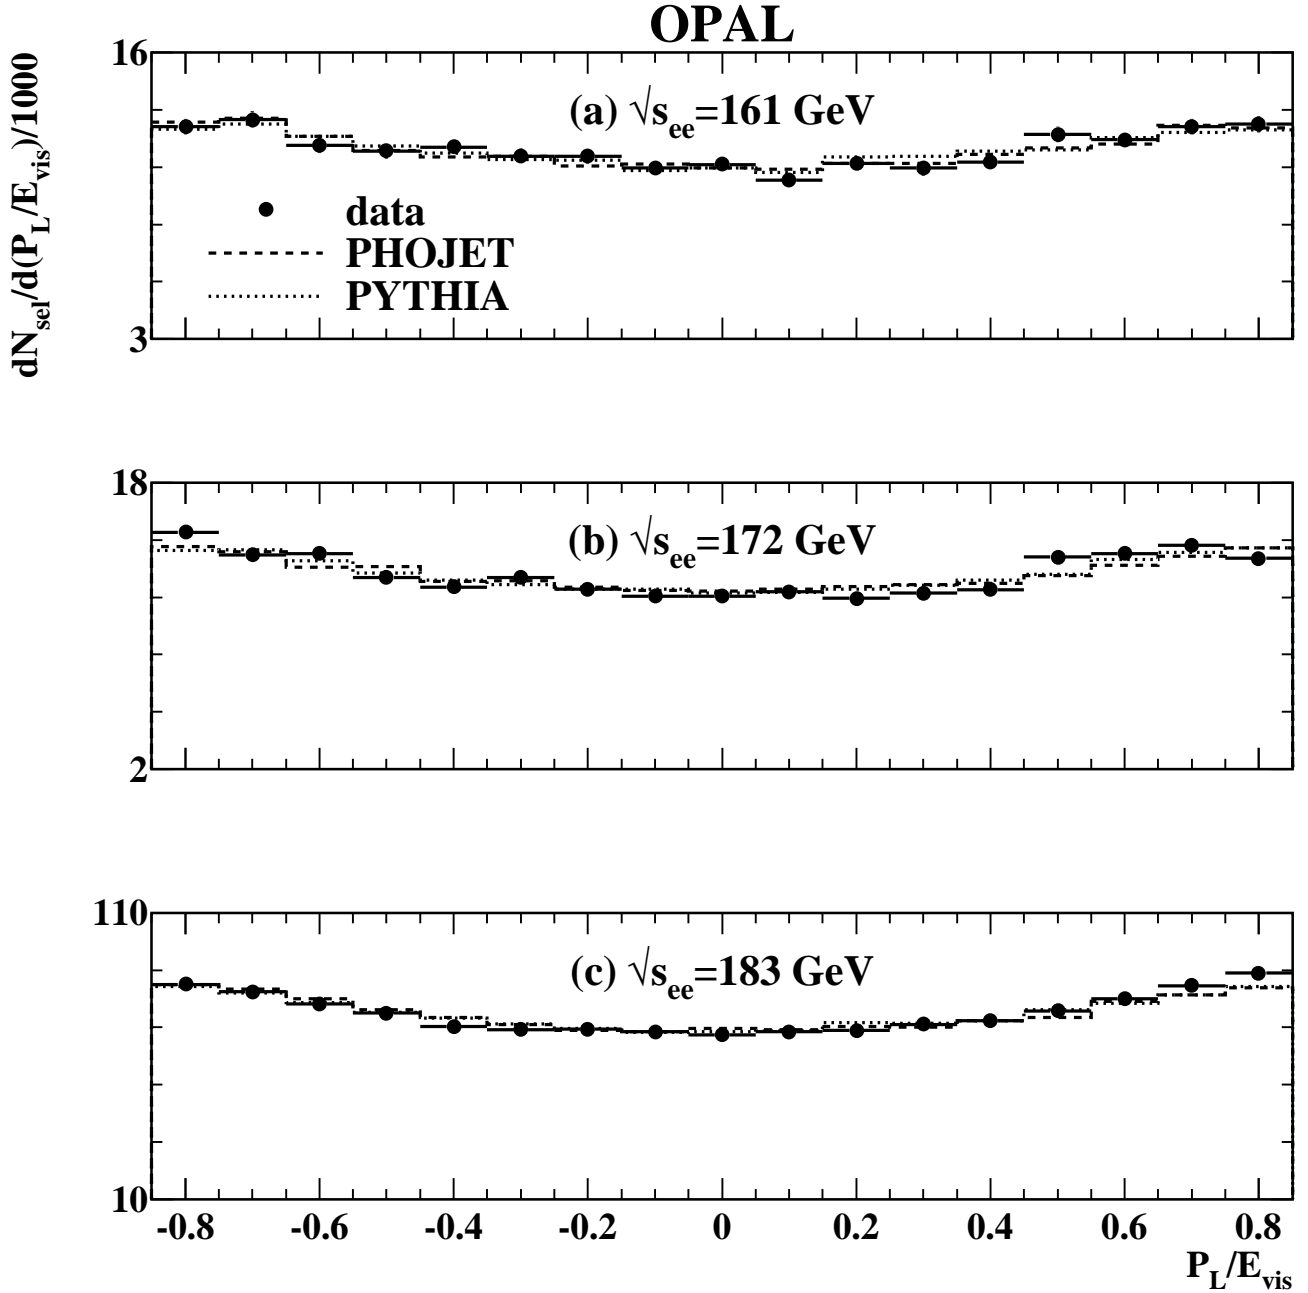 OPAL
dN_sel/d(P_L/E_vis)/1000
16
(a) √s_ee=161 GeV
data
PHOJET
PYTHIA
3
18
(b) √s_ee=172 GeV
2
110
(c) √s_ee=183 GeV
10
-0.8 -0.6 -0.4 -0.2 0 0.2 0.4 0.6 0.8
P_L/E_vis